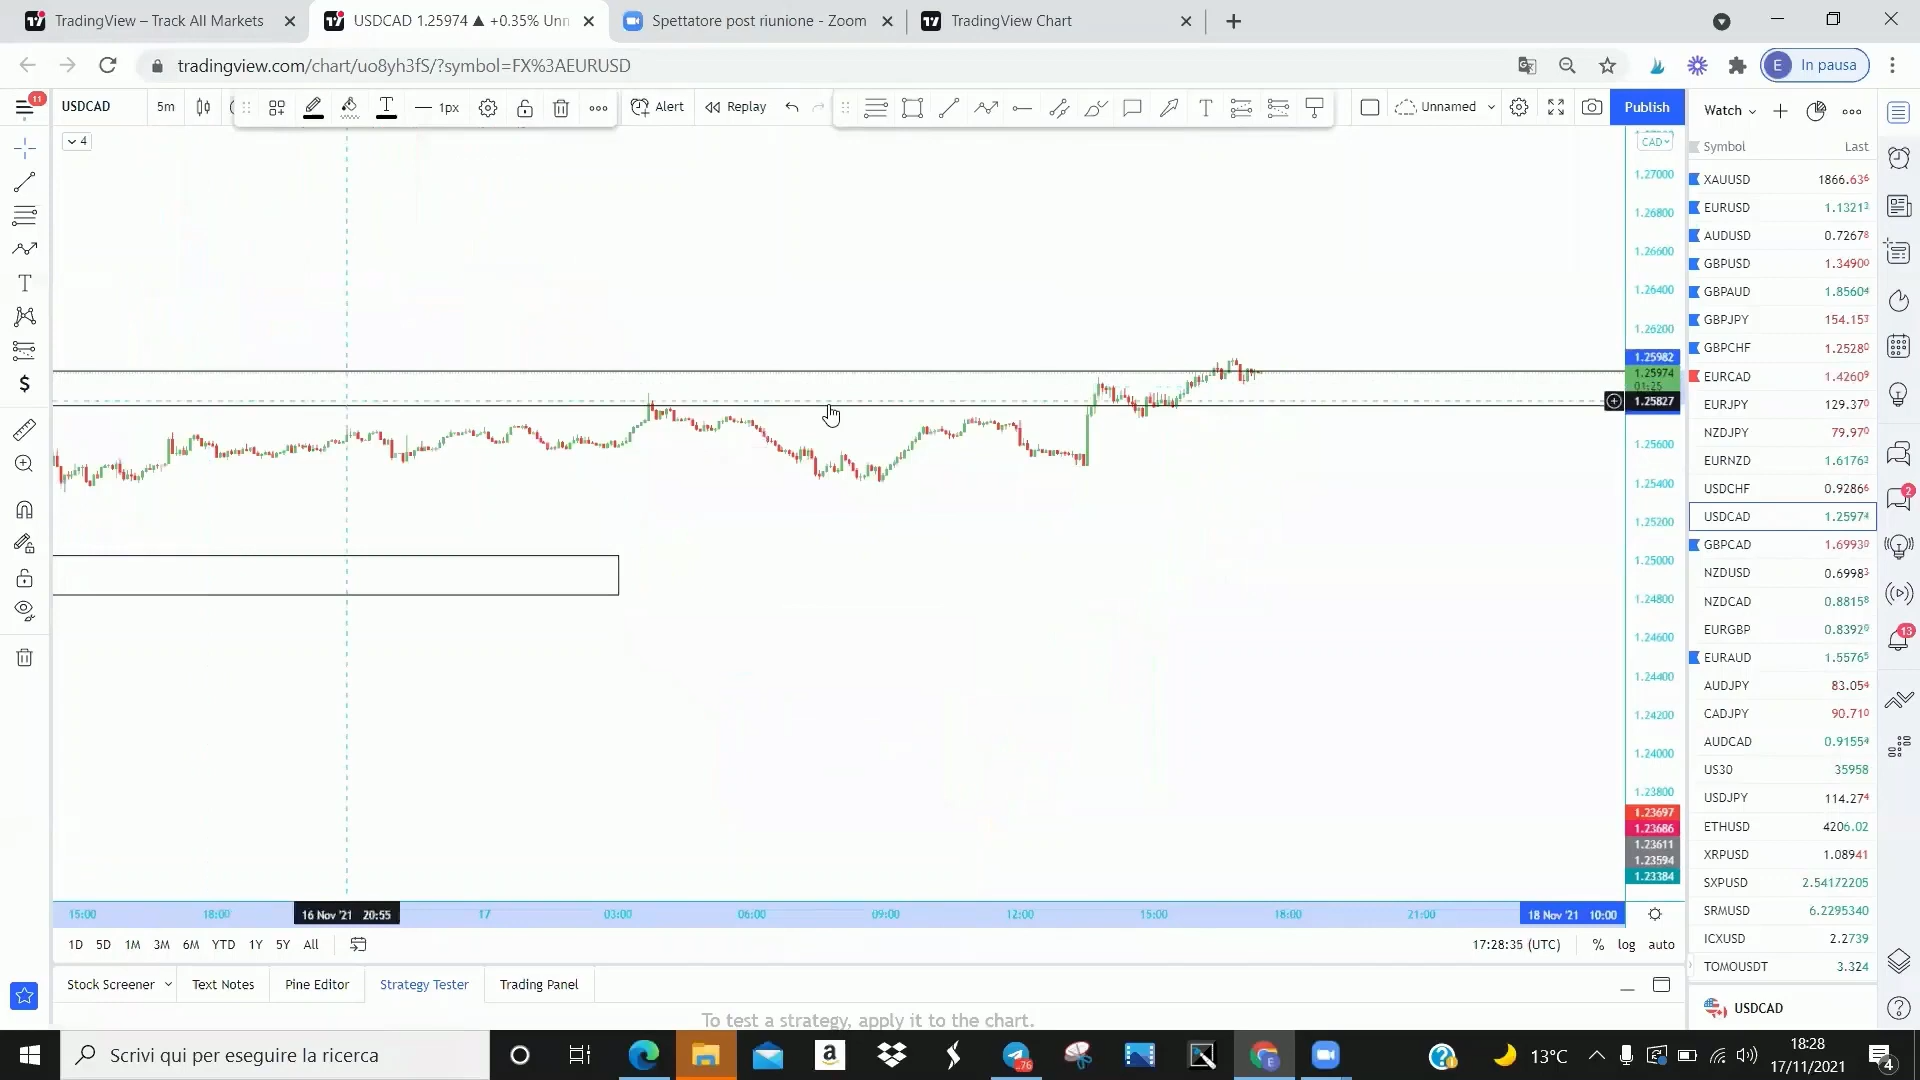 TradingView – Track All Markets
USDCAD 1.25974 ▲ +0.35% Unn
Spettatore post riunione - Zoom
TradingView Chart
tradingview.com/chart/uo8yh3fS/?symbol=FX%3AEURUSD
E In pausa
11
USDCAD
5m
1px
Alert
Replay
Unnamed
Publish
Watch
4
CAD
Symbol
Last
1.27000
1.26800
1.26600
1.26400
1.26200
1.25982
1.25974
01:25
1.25827
1.25600
1.25400
1.25200
1.25000
1.24800
1.24600
1.24400
1.24200
1.24000
1.23800
1.23697
1.23686
1.23611
1.23594
1.23384
XAUUSD 1866.636
EURUSD 1.13213
AUDUSD 0.72678
GBPUSD 1.34900
GBPAUD 1.85604
GBPJPY 154.153
GBPCHF 1.25280
EURCAD 1.42609
EURJPY 129.370
NZDJPY 79.970
EURNZD 1.61763
USDCHF 0.92866
USDCAD 1.25974
GBPCAD 1.69930
NZDUSD 0.69983
NZDCAD 0.88158
EURGBP 0.83920
EURAUD 1.55765
AUDJPY 83.054
CADJPY 90.710
AUDCAD 0.91554
US30 35958
USDJPY 114.274
ETHUSD 4206.02
XRPUSD 1.08941
SXPUSD 2.54172205
SRMUSD 6.2295340
ICXUSD 2.2739
TOMOUSDT 3.324
USDCAD
2
13
15:00
18:00
16 Nov '21 20:55
17
03:00
06:00
09:00
12:00
15:00
18:00
21:00
18 Nov '21 10:00
1D 5D 1M 3M 6M YTD 1Y 5Y All
17:28:35 (UTC)
% log auto
Stock Screener
Text Notes
Pine Editor
Strategy Tester
Trading Panel
To test a strategy, apply it to the chart.
Scrivi qui per eseguire la ricerca
76
13°C
18:28
17/11/2021
4